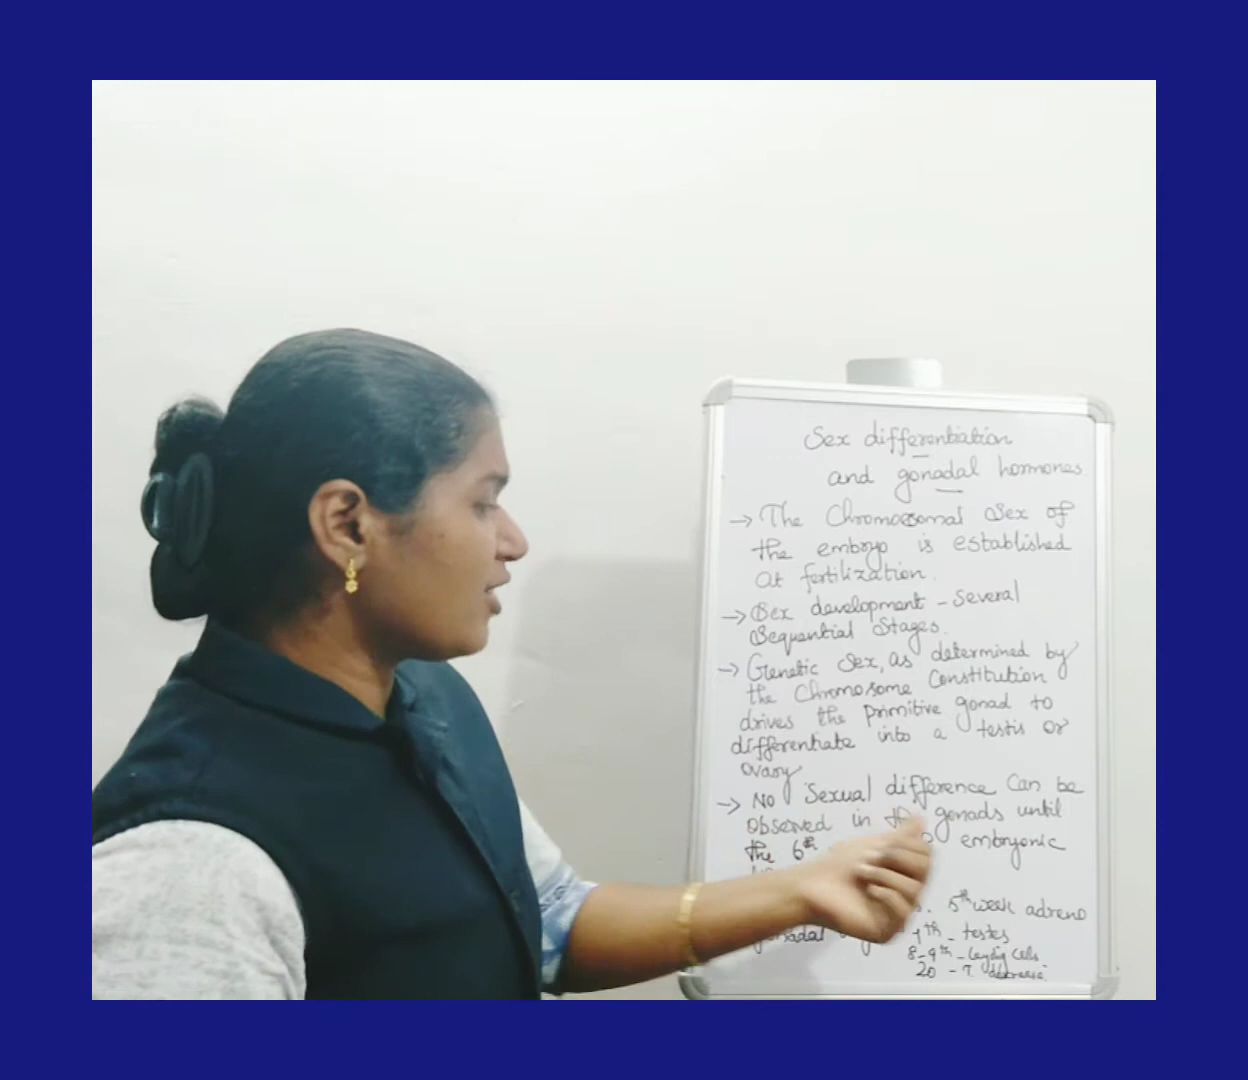 Sex differentiation
and gonadal hormones.
→ The Chromosomal Sex of
the embryo is established
at fertilization.
→ Sex development - Several
Sequential Stages.
→ Genetic Sex, as determined by
the Chromosome Constitution
drives the Primitive gonad to
differentiate into a testis or
ovary
→ No Sexual difference Can be
observed in the gonads until
the 6th embryonic
5th week adreno
gonadal 7th - testes
8-9th - leydig cells
20 - T. decrease.